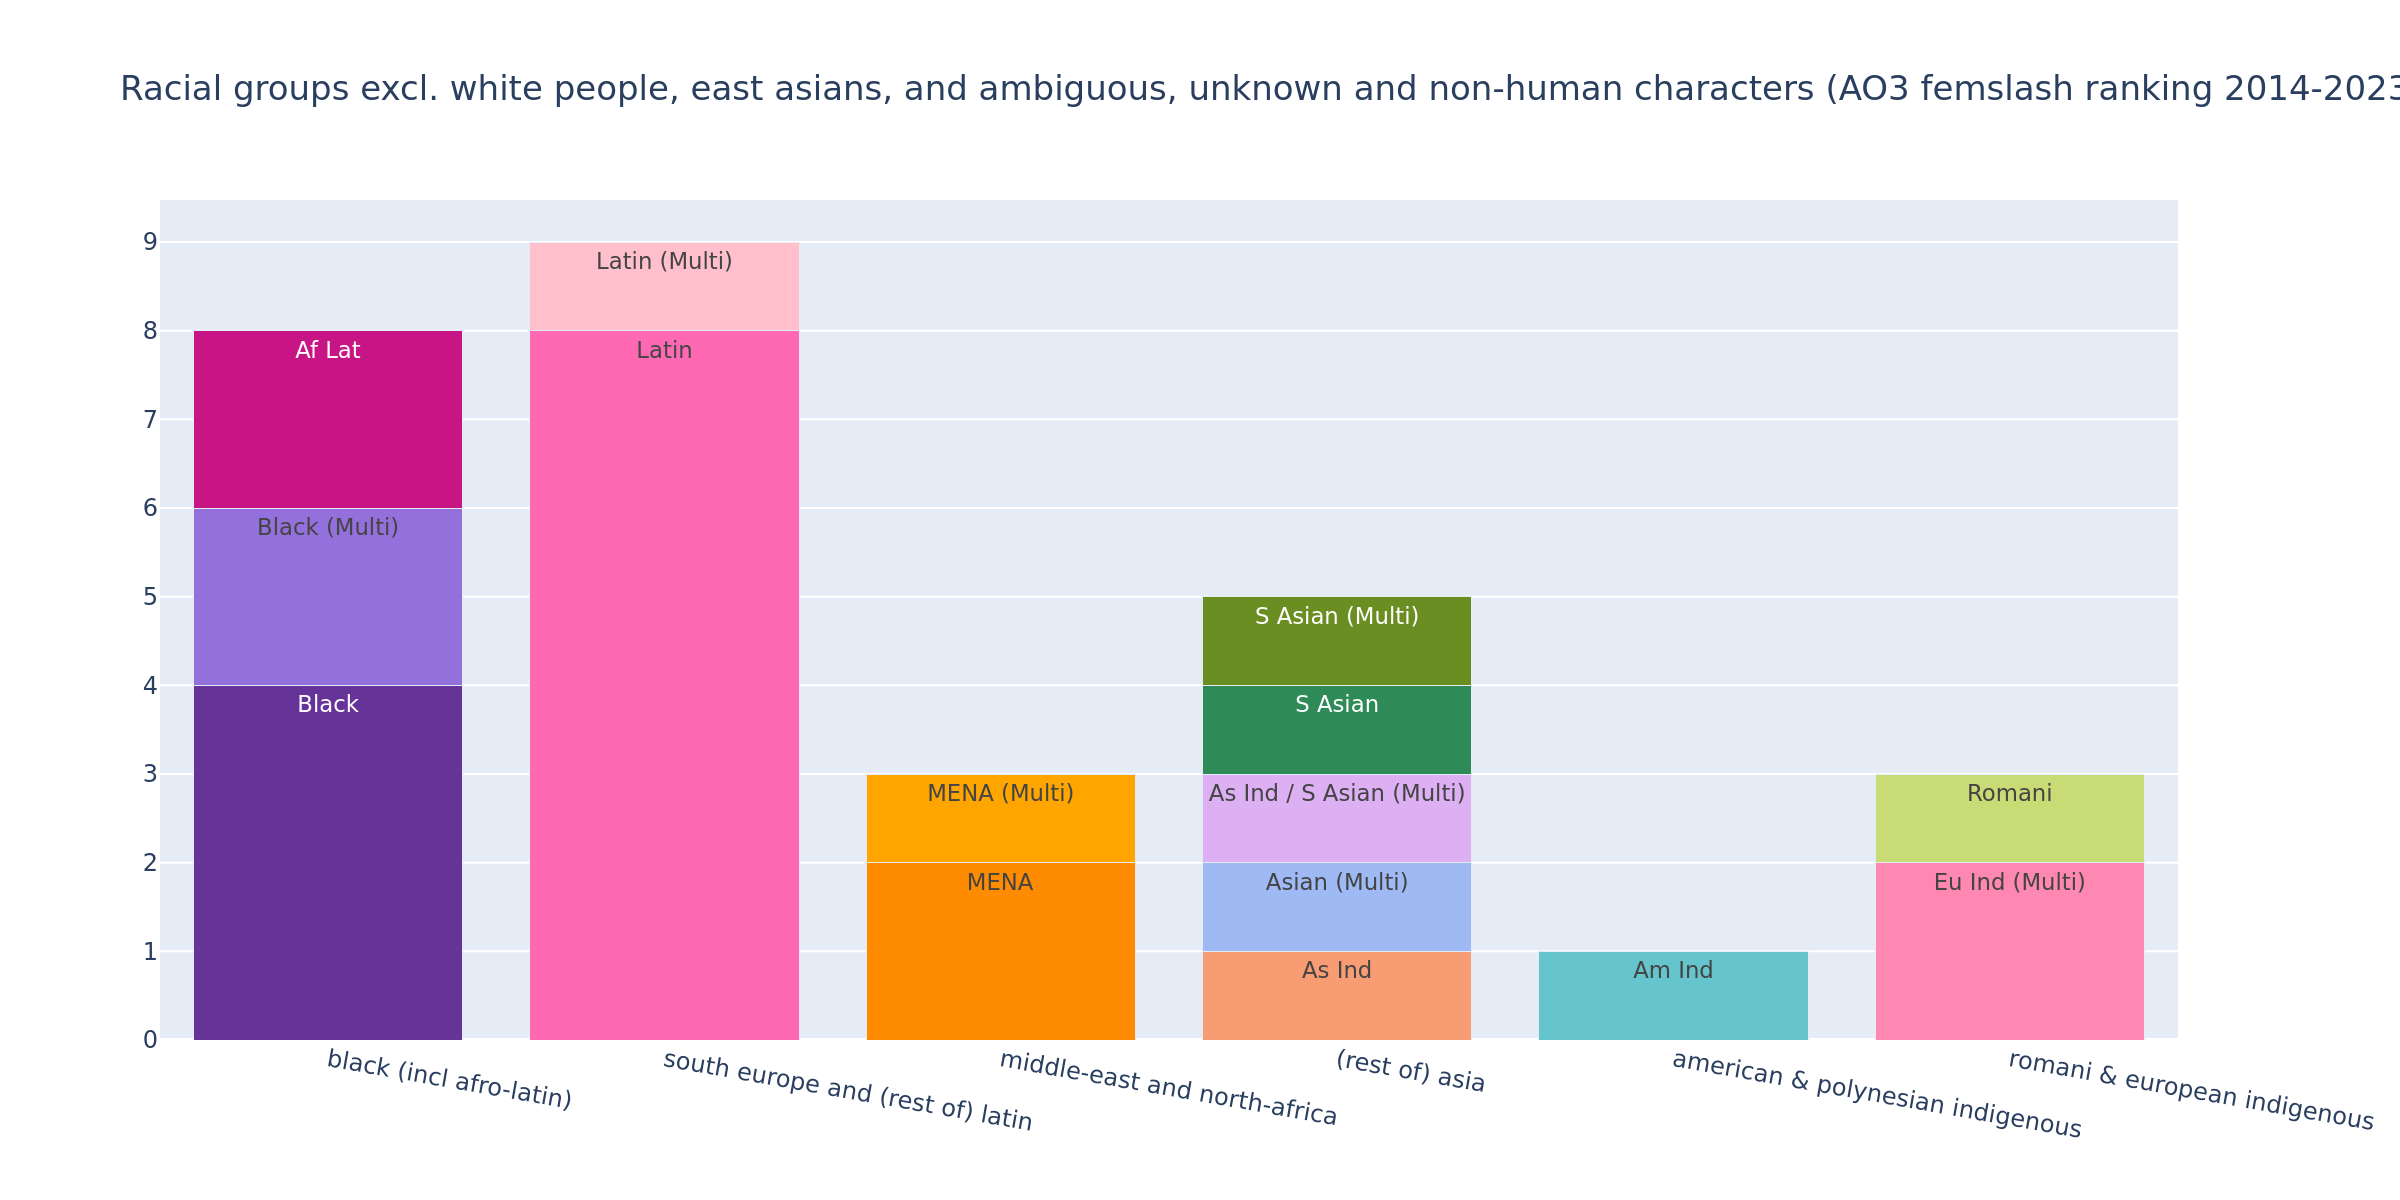 Racial groups excl. white people, east asians, and ambiguous, unknown and non-human characters (AO3 femslash ranking 2014-2023
9
8
7
6
5
4
3
2
1
0
Af Lat
Black (Multi)
Black
Latin (Multi)
Latin
MENA (Multi)
MENA
S Asian (Multi)
S Asian
As Ind / S Asian (Multi)
Asian (Multi)
As Ind
Am Ind
Romani
Eu Ind (Multi)
black (incl afro-latin)
south europe and (rest of) latin
middle-east and north-africa
(rest of) asia
american & polynesian indigenous
romani & european indigenous